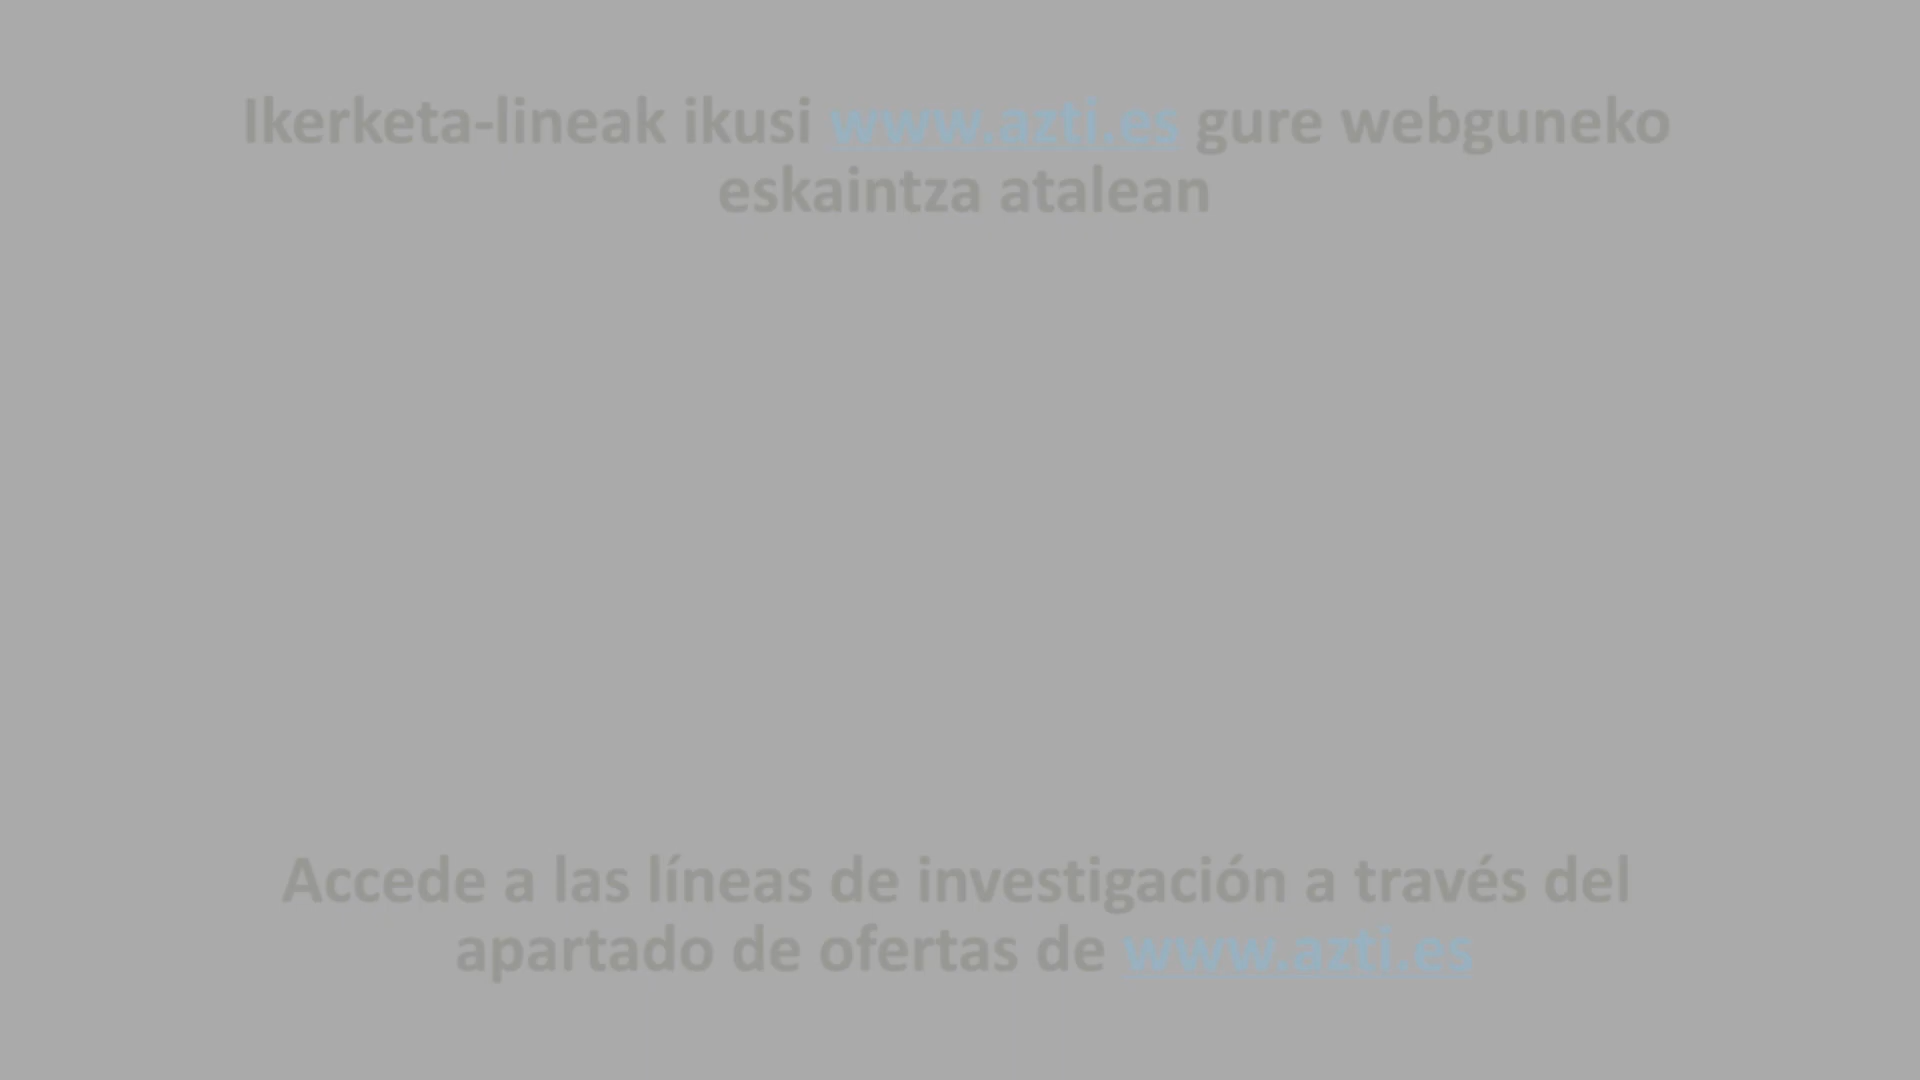 Ikerketa-lineak ikusi www.azti.es gure webguneko
eskaintza atalean
Accede a las líneas de investigación a través del
apartado de ofertas de www.azti.es